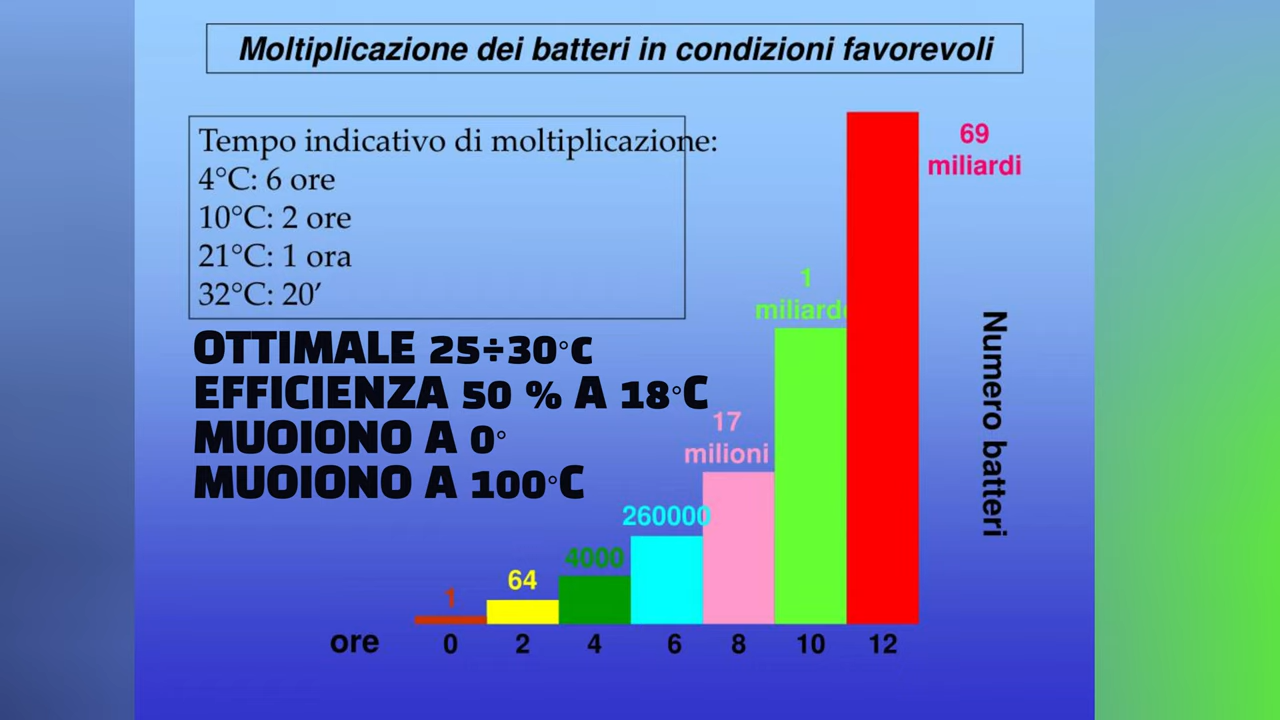 Moltiplicazione dei batteri in condizioni favorevoli
Tempo indicativo di moltiplicazione:
4°C: 6 ore
10°C: 2 ore
21°C: 1 ora
32°C: 20′
OTTIMALE 25÷30°C
EFFICIENZA 50 % A 18°C
MUOIONO A 0°
MUOIONO A 100°C
69
miliardi
1
miliardo
17
milioni
260000
4000
64
1
Numero batteri
ore 0 2 4 6 8 10 12